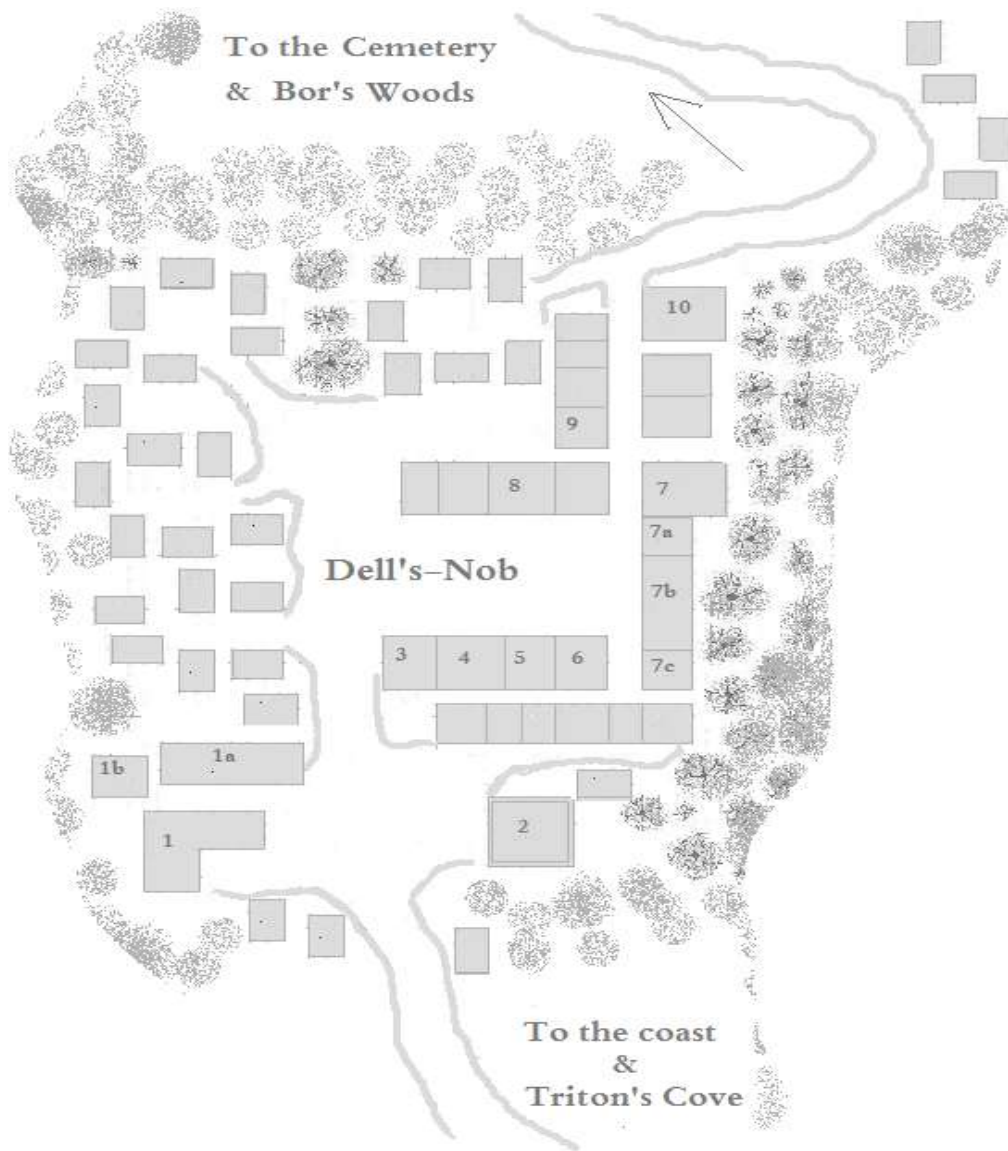 To the Cemetery
& Bor's Woods
10
9
8
7
7a
Dell's-Nob
7b
3 4 5 6
7c
1a
1b
2
1
To the coast
&
Triton's Cove